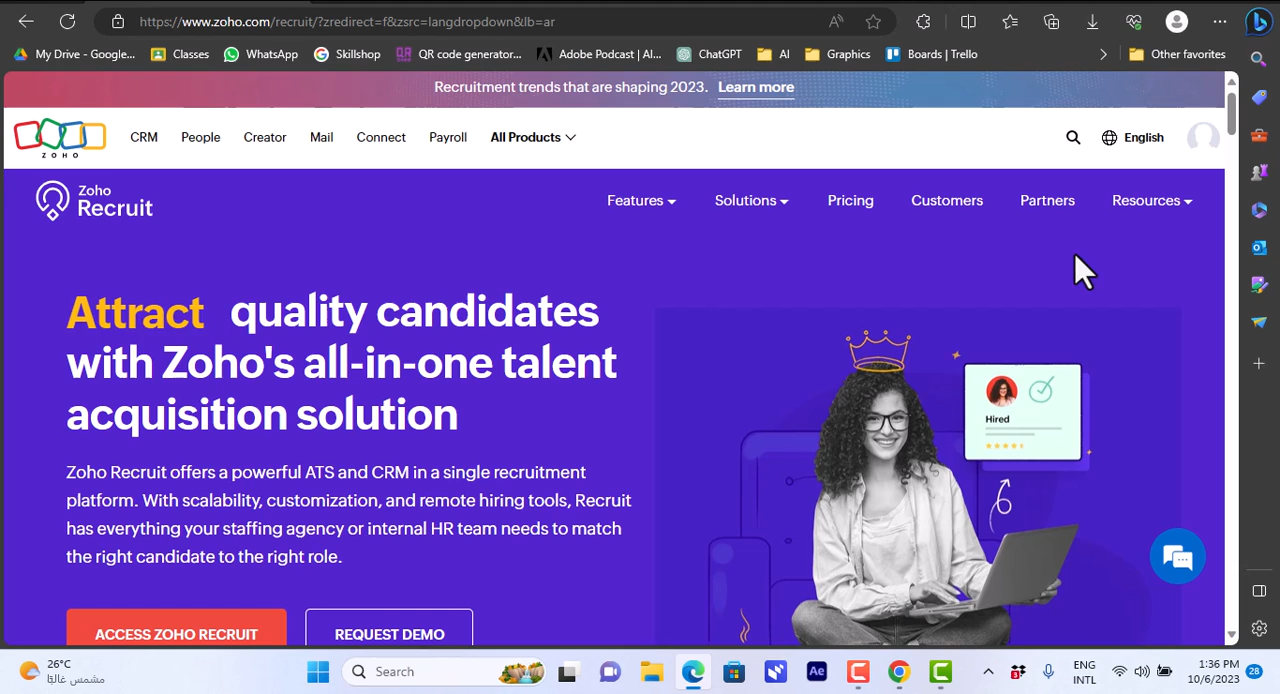 https://www.zoho.com/recruit/?zredirect=f&zsrc=langdropdown&lb=ar
My Drive - Google... Classes WhatsApp Skillshop QR code generator... Adobe Podcast | AI... ChatGPT AI Graphics Boards | Trello Other favorites
Recruitment trends that are shaping 2023. Learn more
ZOHO CRM People Creator Mail Connect Payroll All Products English
Zoho
Recruit
Features Solutions Pricing Customers Partners Resources
Attract quality candidates
with Zoho's all-in-one talent
acquisition solution
Hired
Zoho Recruit offers a powerful ATS and CRM in a single recruitment
platform. With scalability, customization, and remote hiring tools, Recruit
has everything your staffing agency or internal HR team needs to match
the right candidate to the right role.
ACCESS ZOHO RECRUIT REQUEST DEMO
26°C
مشمس غالبًا
Search
Ae
ENG
INTL
1:36 PM
10/6/2023
28